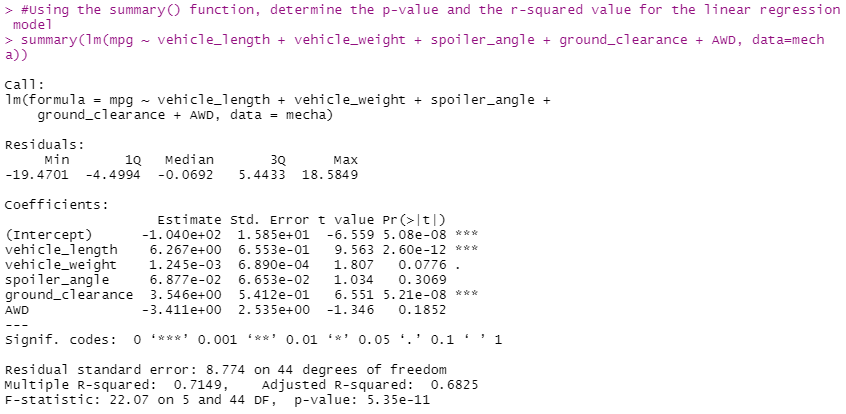 > #Using the summary() function, determine the p-value and the r-squared value for the linear regression
 model
> summary(lm(mpg ~ vehicle_length + vehicle_weight + spoiler_angle + ground_clearance + AWD, data=mech
a))
Call:
lm(formula = mpg ~ vehicle_length + vehicle_weight + spoiler_angle +
    ground_clearance + AWD, data = mecha)
Residuals:
     Min       1Q   Median       3Q      Max
-19.4701  -4.4994  -0.0692   5.4433  18.5849
Coefficients:
                   Estimate Std. Error t value Pr(>|t|)
(Intercept)      -1.040e+02  1.585e+01  -6.559 5.08e-08 ***
vehicle_length    6.267e+00  6.553e-01   9.563 2.60e-12 ***
vehicle_weight    1.245e-03  6.890e-04   1.807   0.0776 .
spoiler_angle     6.877e-02  6.653e-02   1.034   0.3069
ground_clearance  3.546e+00  5.412e-01   6.551 5.21e-08 ***
AWD              -3.411e+00  2.535e+00  -1.346   0.1852
---
Signif. codes:  0 ‘***’ 0.001 ‘**’ 0.01 ‘*’ 0.05 ‘.’ 0.1 ‘ ’ 1
Residual standard error: 8.774 on 44 degrees of freedom
Multiple R-squared:  0.7149,    Adjusted R-squared:  0.6825
F-statistic: 22.07 on 5 and 44 DF,  p-value: 5.35e-11